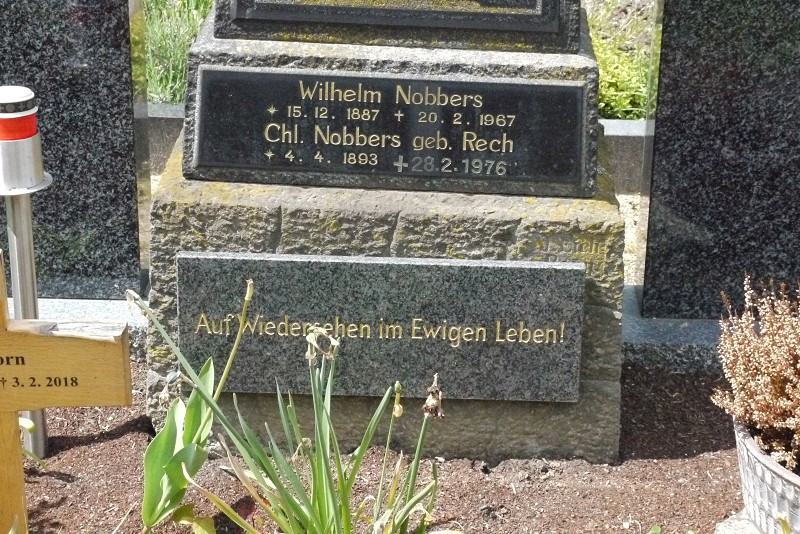 Wilhelm Nobbers
* 15. 12. 1887 + 20. 2. 1967
Chl. Nobbers geb. Rech
* 4. 4. 1893 + 28.2.1976
Auf Wiedersehen im Ewigen Leben!
orn
† 3. 2. 2018